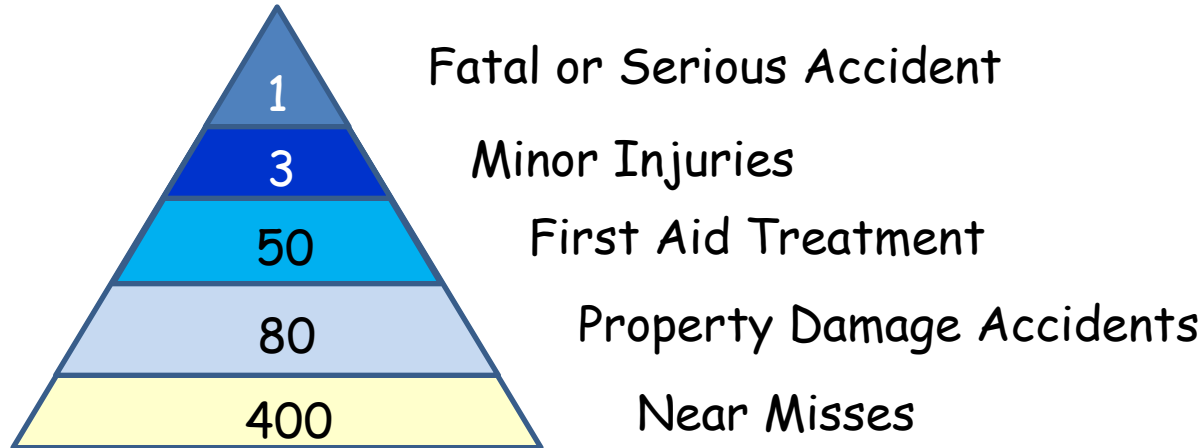 1 Fatal or Serious Accident
3 Minor Injuries
50 First Aid Treatment
80 Property Damage Accidents
400 Near Misses